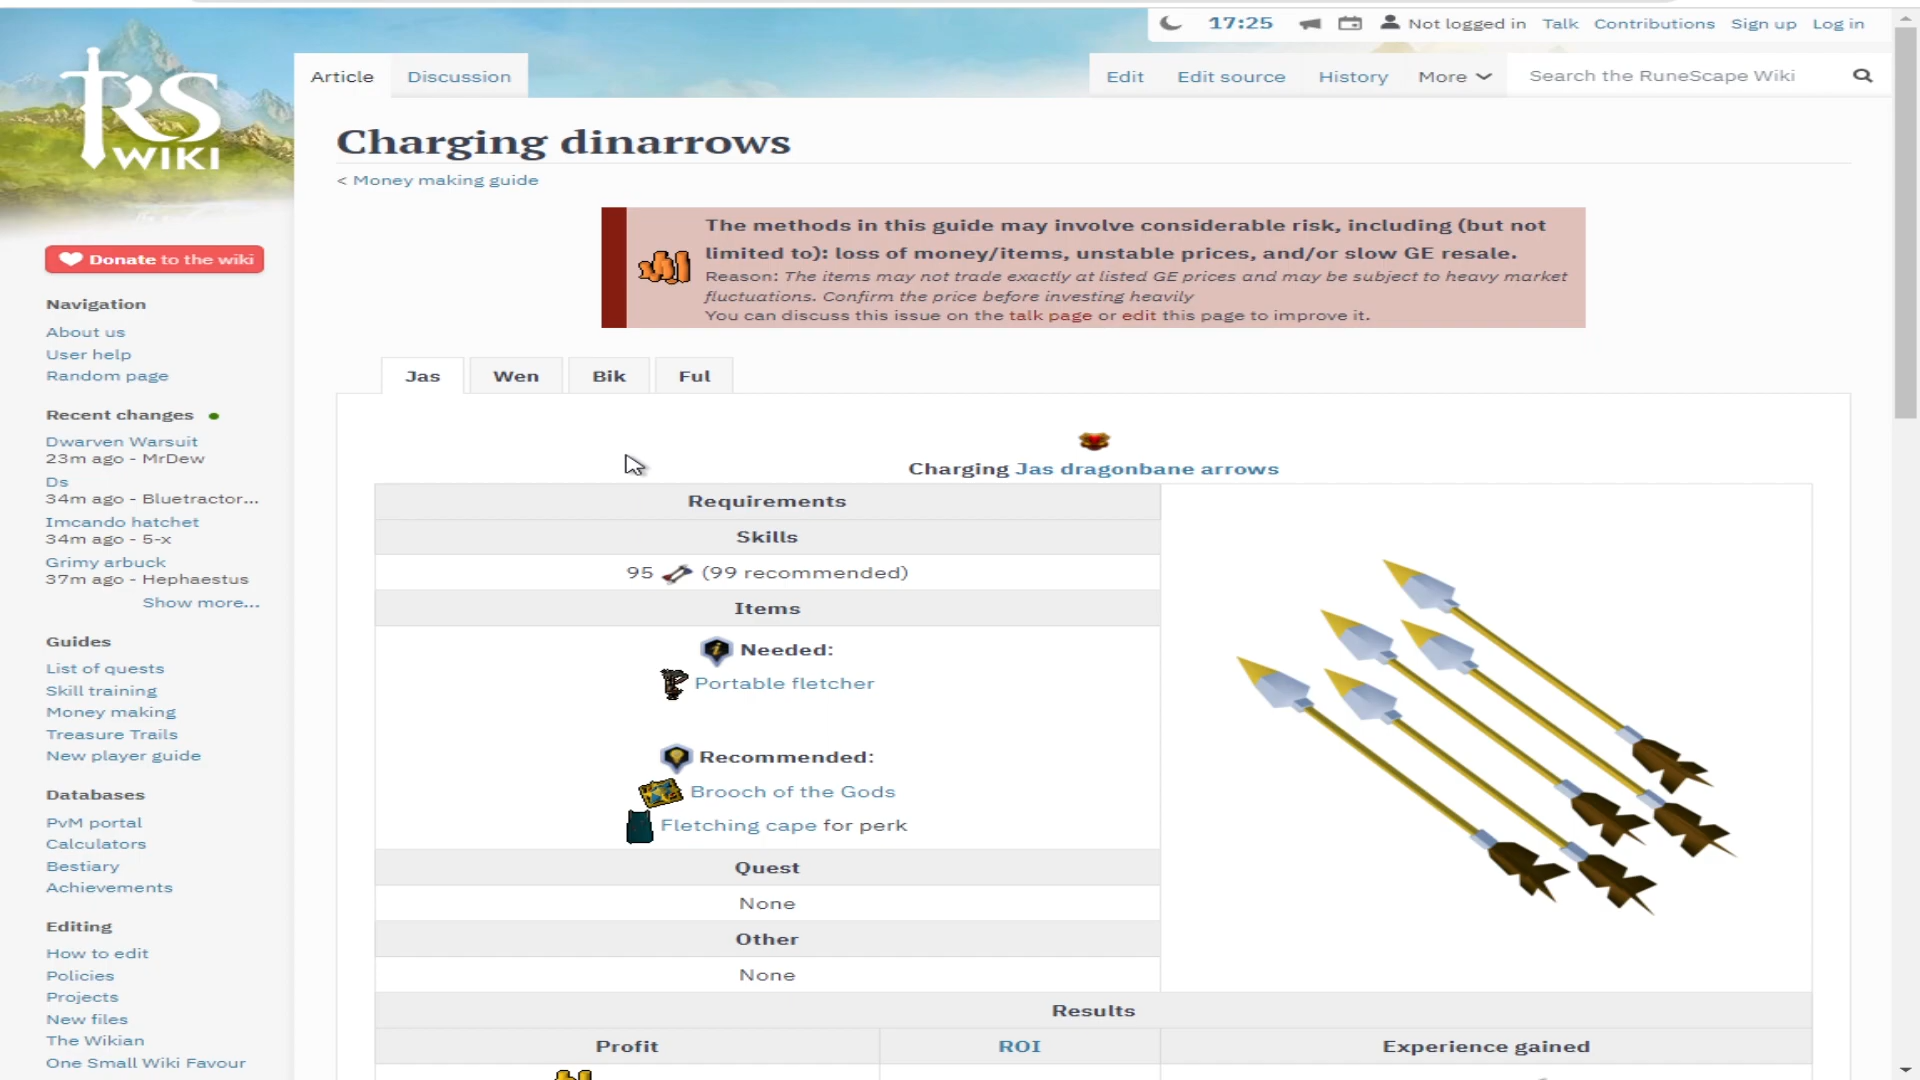 17:25 Not logged in Talk Contributions Sign up Log in
RS
WIKI
Article Discussion Edit Edit source History More Search the RuneScape Wiki
Charging dinarrows
< Money making guide
The methods in this guide may involve considerable risk, including (but not
limited to): loss of money/items, unstable prices, and/or slow GE resale.
Reason: The items may not trade exactly at listed GE prices and may be subject to heavy market
fluctuations. Confirm the price before investing heavily
You can discuss this issue on the talk page or edit this page to improve it.
Donate to the wiki
Navigation
About us
User help
Random page
Recent changes
Dwarven Warsuit
23m ago - MrDew
Ds
34m ago - Bluetractor...
Imcando hatchet
34m ago - 5-x
Grimy arbuck
37m ago - Hephaestus
Show more...
Guides
List of quests
Skill training
Money making
Treasure Trails
New player guide
Databases
PvM portal
Calculators
Bestiary
Achievements
Editing
How to edit
Policies
Projects
New files
The Wikian
One Small Wiki Favour
Jas Wen Bik Ful
Charging Jas dragonbane arrows
Requirements
Skills
95 (99 recommended)
Items
Needed:
Portable fletcher
Recommended:
Brooch of the Gods
Fletching cape for perk
Quest
None
Other
None
Results
Profit ROI Experience gained